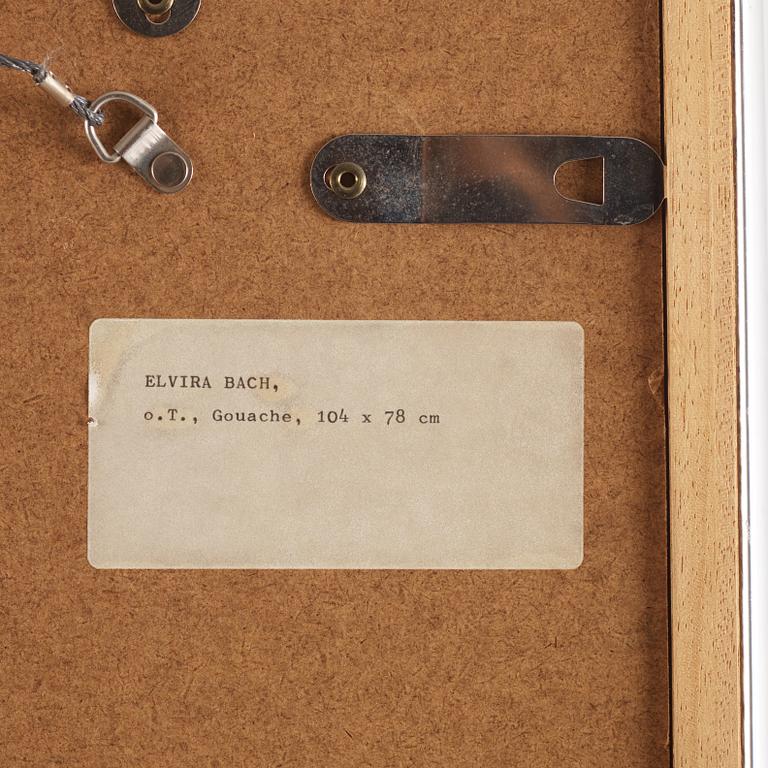 ELVIRA BACH,
o.T., Gouache, 104 x 78 cm